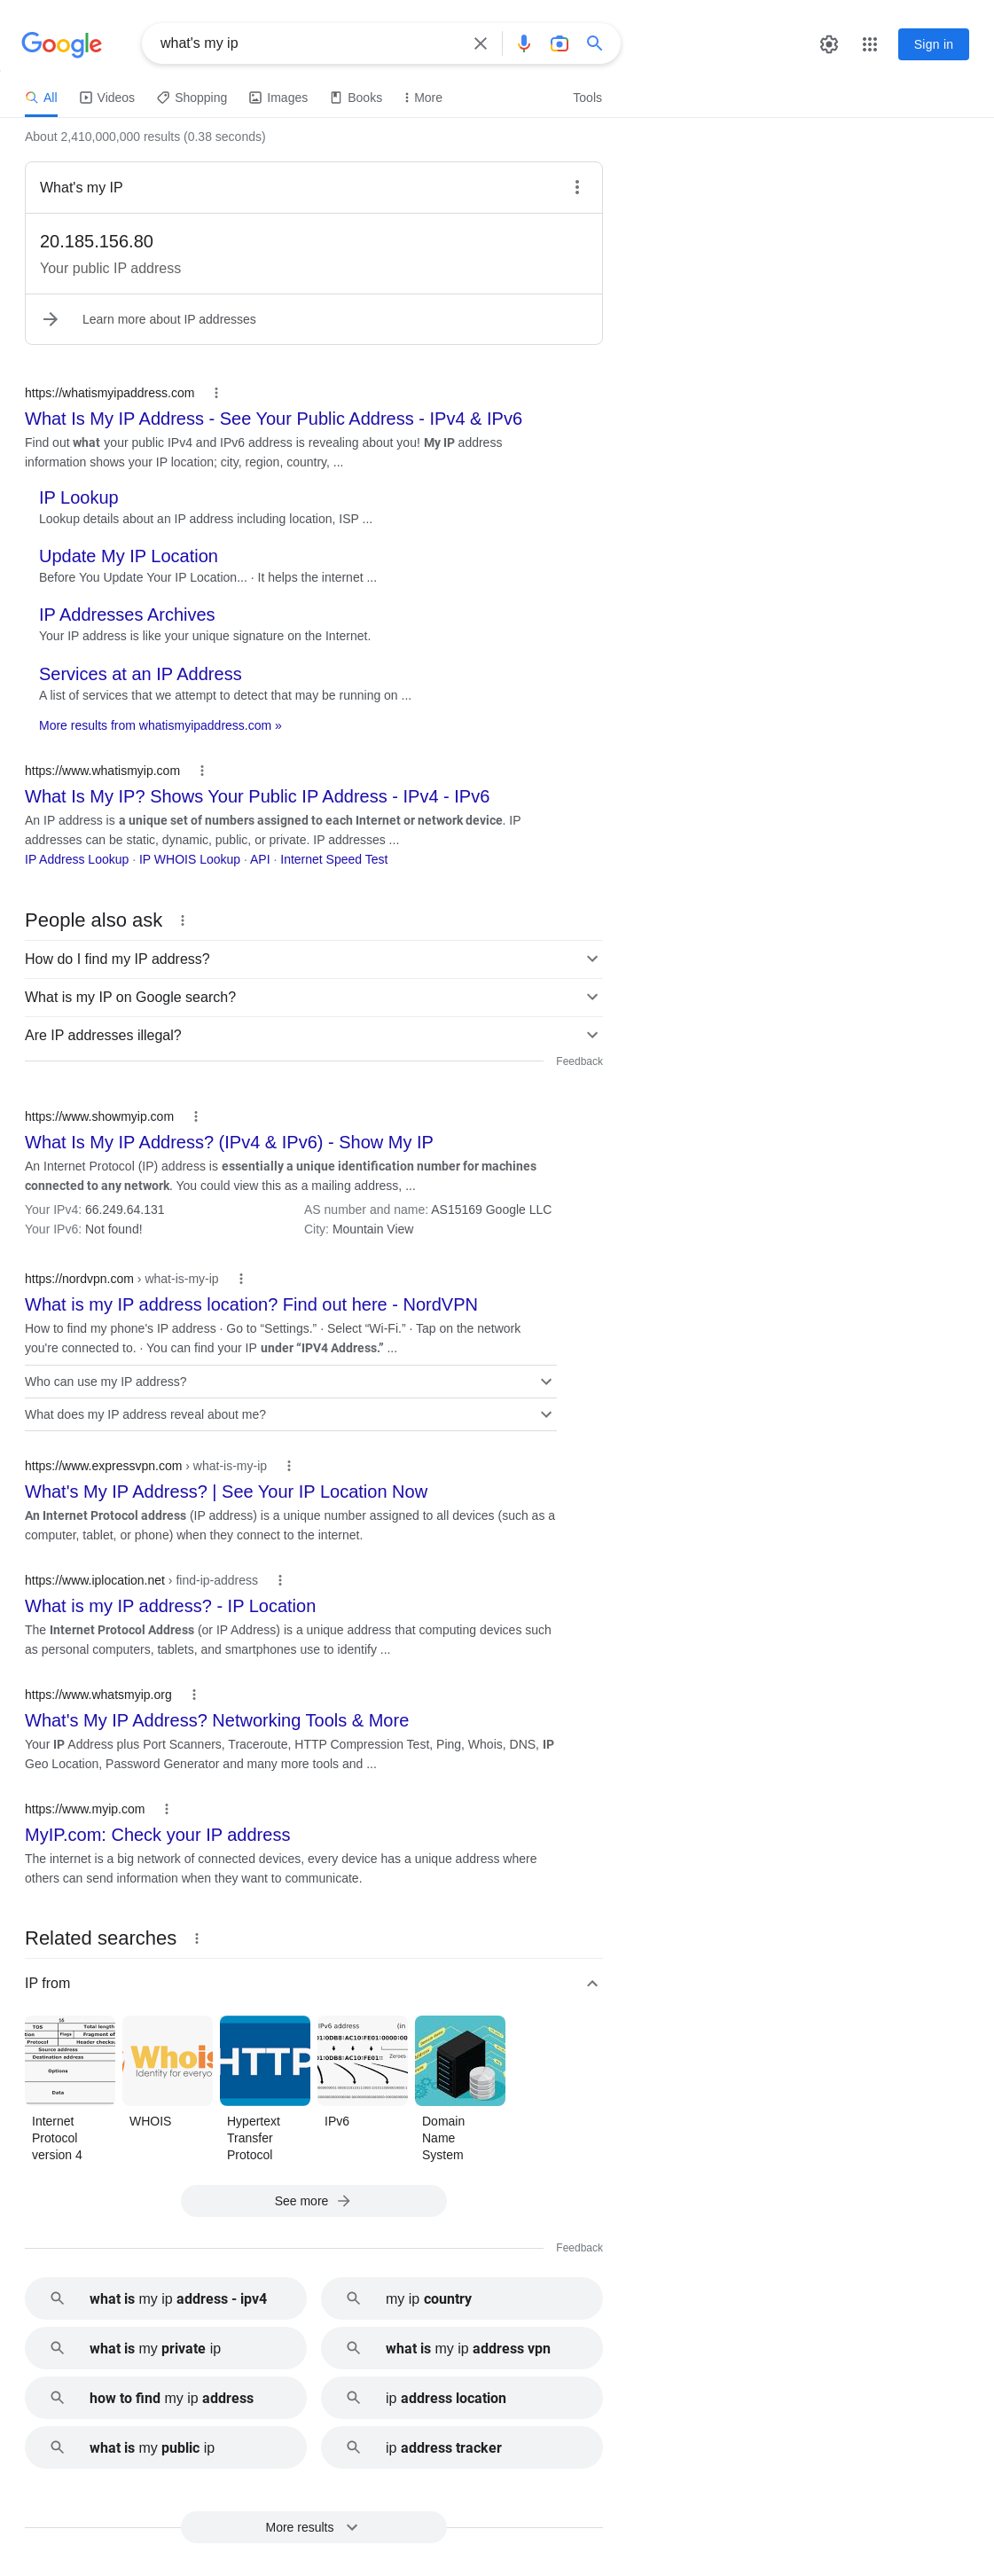 Google
what's my ip
Sign in
All
Videos
Shopping
Images
Books
More
Tools
About 2,410,000,000 results (0.38 seconds)
What's my IP
20.185.156.80
Your public IP address
Learn more about IP addresses
https://whatismyipaddress.com
What Is My IP Address - See Your Public Address - IPv4 & IPv6
Find out what your public IPv4 and IPv6 address is revealing about you! My IP address
information shows your IP location; city, region, country, ...
IP Lookup
Lookup details about an IP address including location, ISP ...
Update My IP Location
Before You Update Your IP Location... · It helps the internet ...
IP Addresses Archives
Your IP address is like your unique signature on the Internet.
Services at an IP Address
A list of services that we attempt to detect that may be running on ...
More results from whatismyipaddress.com »
https://www.whatismyip.com
What Is My IP? Shows Your Public IP Address - IPv4 - IPv6
An IP address is a unique set of numbers assigned to each Internet or network device. IP
addresses can be static, dynamic, public, or private. IP addresses ...
IP Address Lookup · IP WHOIS Lookup · API · Internet Speed Test
People also ask
How do I find my IP address?
What is my IP on Google search?
Are IP addresses illegal?
Feedback
https://www.showmyip.com
What Is My IP Address? (IPv4 & IPv6) - Show My IP
An Internet Protocol (IP) address is essentially a unique identification number for machines
connected to any network. You could view this as a mailing address, ...
Your IPv4: 66.249.64.131
AS number and name: AS15169 Google LLC
Your IPv6: Not found!
City: Mountain View
https://nordvpn.com › what-is-my-ip
What is my IP address location? Find out here - NordVPN
How to find my phone's IP address · Go to “Settings.” · Select “Wi-Fi.” · Tap on the network
you're connected to. · You can find your IP under “IPV4 Address.” ...
Who can use my IP address?
What does my IP address reveal about me?
https://www.expressvpn.com › what-is-my-ip
What's My IP Address? | See Your IP Location Now
An Internet Protocol address (IP address) is a unique number assigned to all devices (such as a
computer, tablet, or phone) when they connect to the internet.
https://www.iplocation.net › find-ip-address
What is my IP address? - IP Location
The Internet Protocol Address (or IP Address) is a unique address that computing devices such
as personal computers, tablets, and smartphones use to identify ...
https://www.whatsmyip.org
What's My IP Address? Networking Tools & More
Your IP Address plus Port Scanners, Traceroute, HTTP Compression Test, Ping, Whois, DNS, IP
Geo Location, Password Generator and many more tools and ...
https://www.myip.com
MyIP.com: Check your IP address
The internet is a big network of connected devices, every device has a unique address where
others can send information when they want to communicate.
Related searches
IP from
TOS Total length
Flags Fragment of
Protocol Header checks
Source address
Destination address
Options
Data
Whois
Identity for everyo
HTTP
IPv6 address (in
Zeroes
Internet
Protocol
version 4
WHOIS
Hypertext
Transfer
Protocol
IPv6
Domain
Name
System
See more
Feedback
what is my ip address - ipv4
my ip country
what is my private ip
what is my ip address vpn
how to find my ip address
ip address location
what is my public ip
ip address tracker
More results